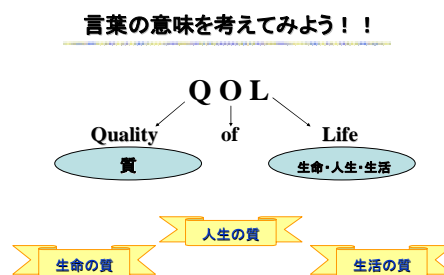 言葉の意味を考えてみよう！！
Q O L
Quality of Life
質 生命・人生・生活
人生の質
生命の質 生活の質